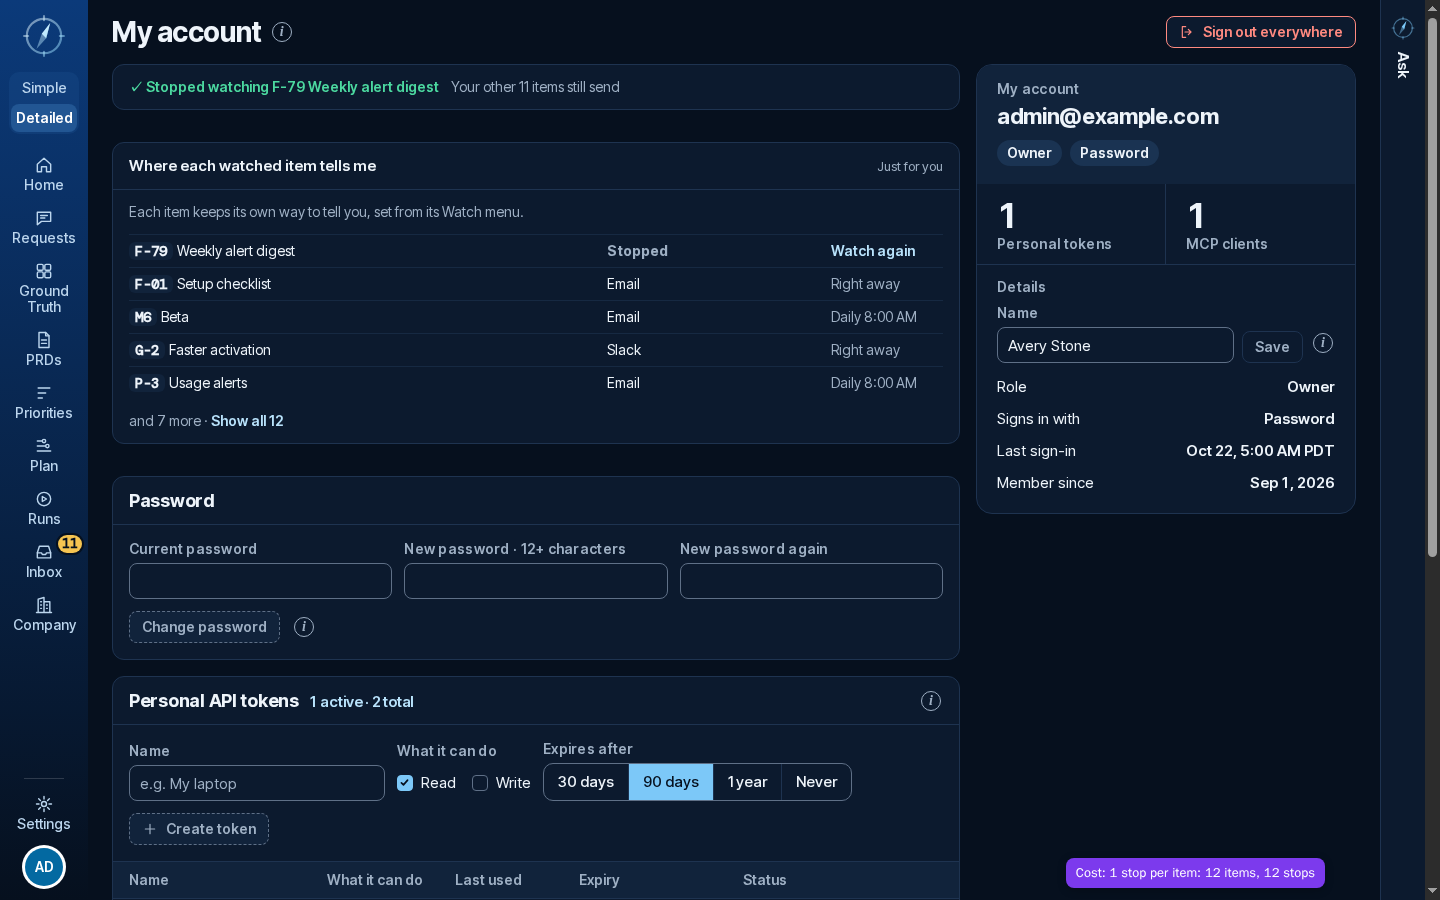 Simple
Detailed
Home
Requests
Ground
Truth
PRDs
Priorities
Plan
Runs
11
Inbox
Company
Settings
AD
My account
i
Sign out everywhere
✓ Stopped watching F-79 Weekly alert digest Your other 11 items still send
Where each watched item tells me Just for you
Each item keeps its own way to tell you, set from its Watch menu.
F-79 Weekly alert digest Stopped Watch again
F-01 Setup checklist Email Right away
M6 Beta Email Daily 8:00 AM
G-2 Faster activation Slack Right away
P-3 Usage alerts Email Daily 8:00 AM
and 7 more · Show all 12
Password
Current password New password · 12+ characters New password again
Change password i
Personal API tokens 1 active · 2 total i
Name What it can do Expires after
e.g. My laptop Read Write 30 days 90 days 1 year Never
+ Create token
Name What it can do Last used Expiry Status
My account
admin@example.com
Owner Password
1 1
Personal tokens MCP clients
Details
Name
Avery Stone Save i
Role Owner
Signs in with Password
Last sign-in Oct 22, 5:00 AM PDT
Member since Sep 1, 2026
Ask
Cost: 1 stop per item: 12 items, 12 stops